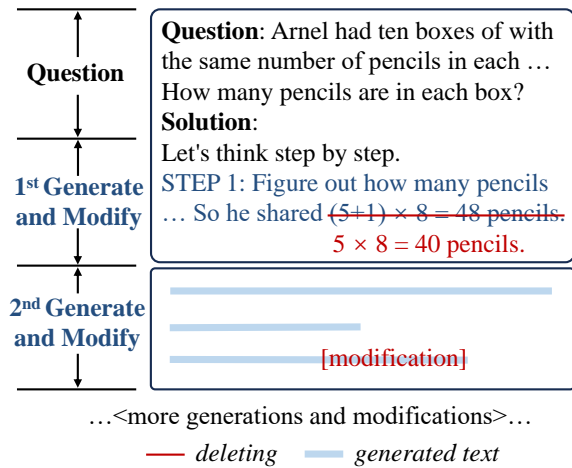 Question
Question: Arnel had ten boxes of with
the same number of pencils in each …
How many pencils are in each box?
Solution:
Let's think step by step.
1st Generate
and Modify
STEP 1: Figure out how many pencils
… So he shared (5+1) × 8 = 48 pencils.
5 × 8 = 40 pencils.
2nd Generate
and Modify
[modification]
…<more generations and modifications>…
deleting
generated text